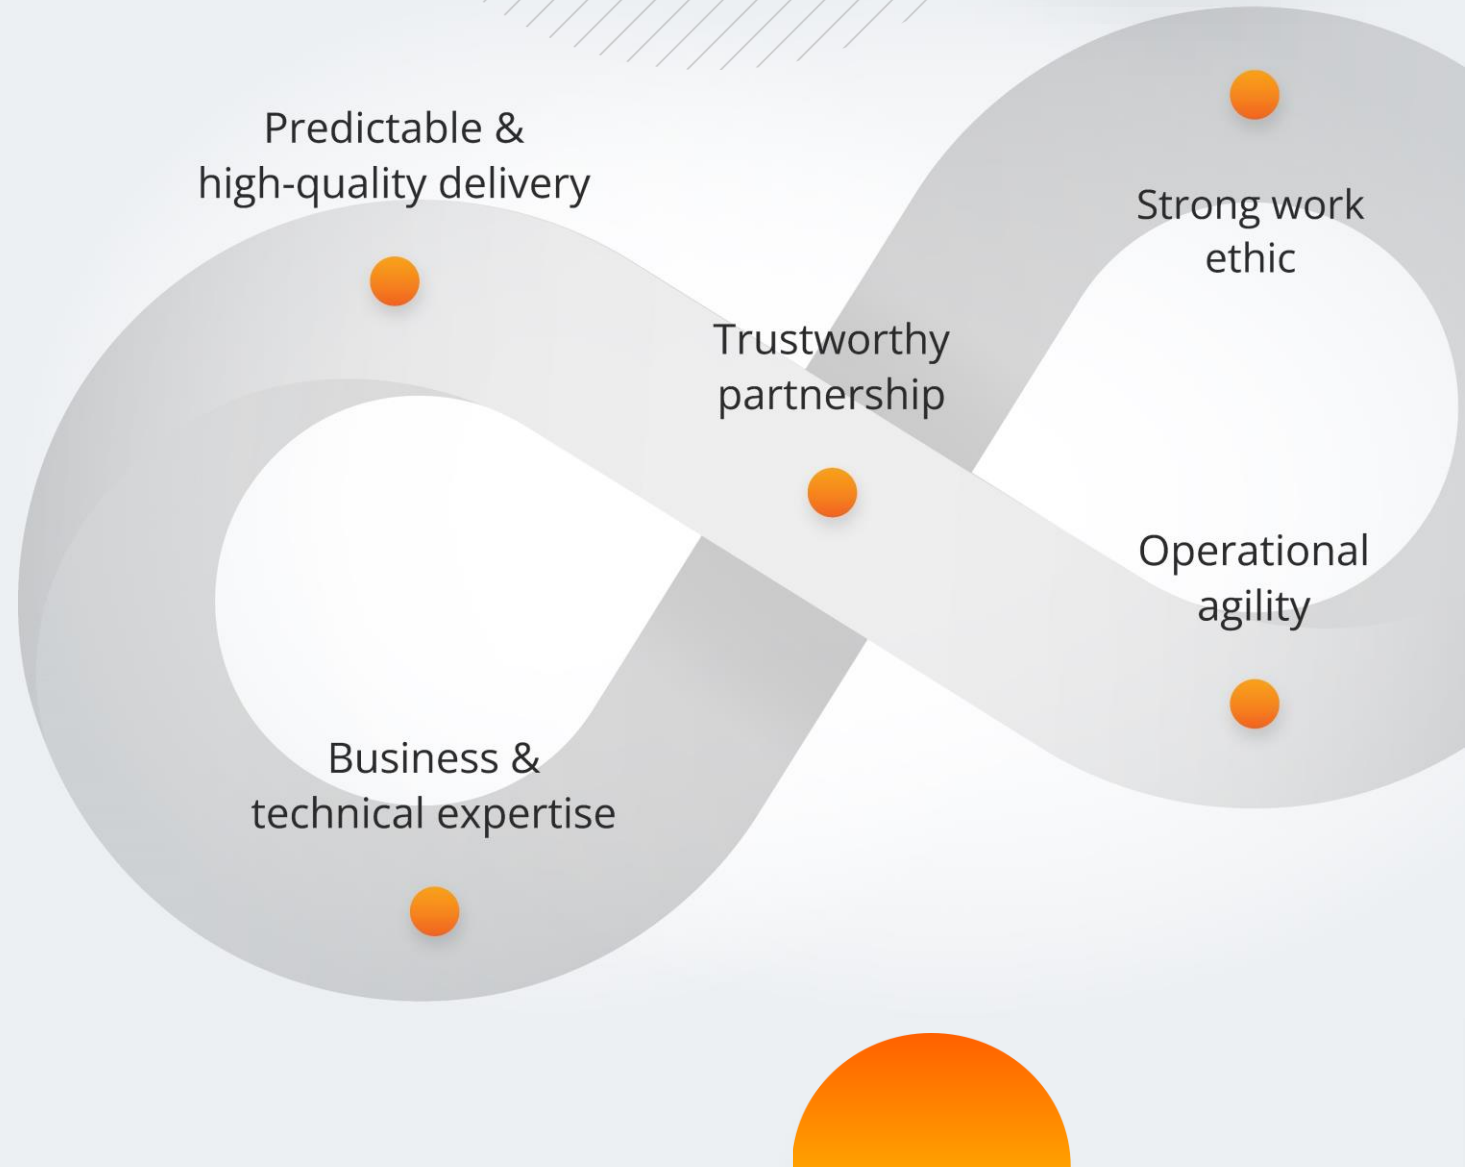 Predictable &
high-quality delivery
Strong work
ethic
Trustworthy
partnership
Operational
agility
Business &
technical expertise